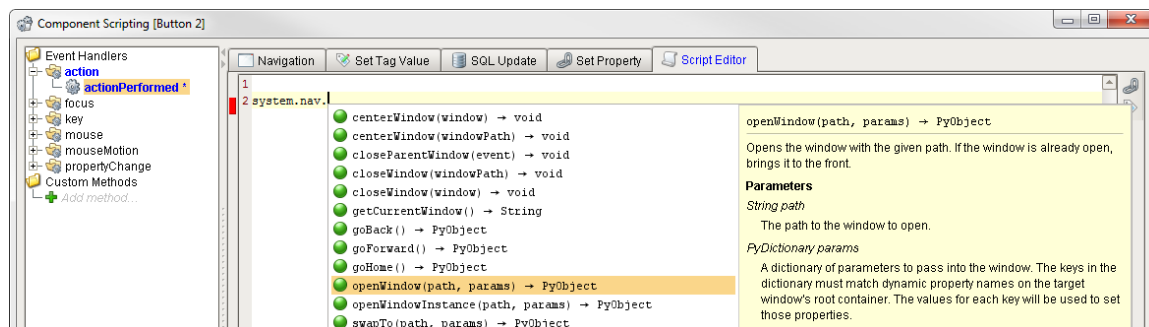 Component Scripting [Button 2]
Event Handlers
action
actionPerformed *
focus
key
mouse
mouseMotion
propertyChange
Custom Methods
Add method...
Navigation
Set Tag Value
SQL Update
Set Property
Script Editor
1
2 system.nav.
centerWindow(window) → void
centerWindow(windowPath) → void
closeParentWindow(event) → void
closeWindow(windowPath) → void
closeWindow(window) → void
getCurrentWindow() → String
goBack() → PyObject
goForward() → PyObject
goHome() → PyObject
openWindow(path, params) → PyObject
openWindowInstance(path, params) → PyObject
swapTo(path, params) → PyObject
openWindow(path, params) → PyObject
Opens the window with the given path. If the window is already open,
brings it to the front.
Parameters
String path
The path to the window to open.
PyDictionary params
A dictionary of parameters to pass into the window. The keys in the
dictionary must match dynamic property names on the target
window's root container. The values for each key will be used to set
those properties.